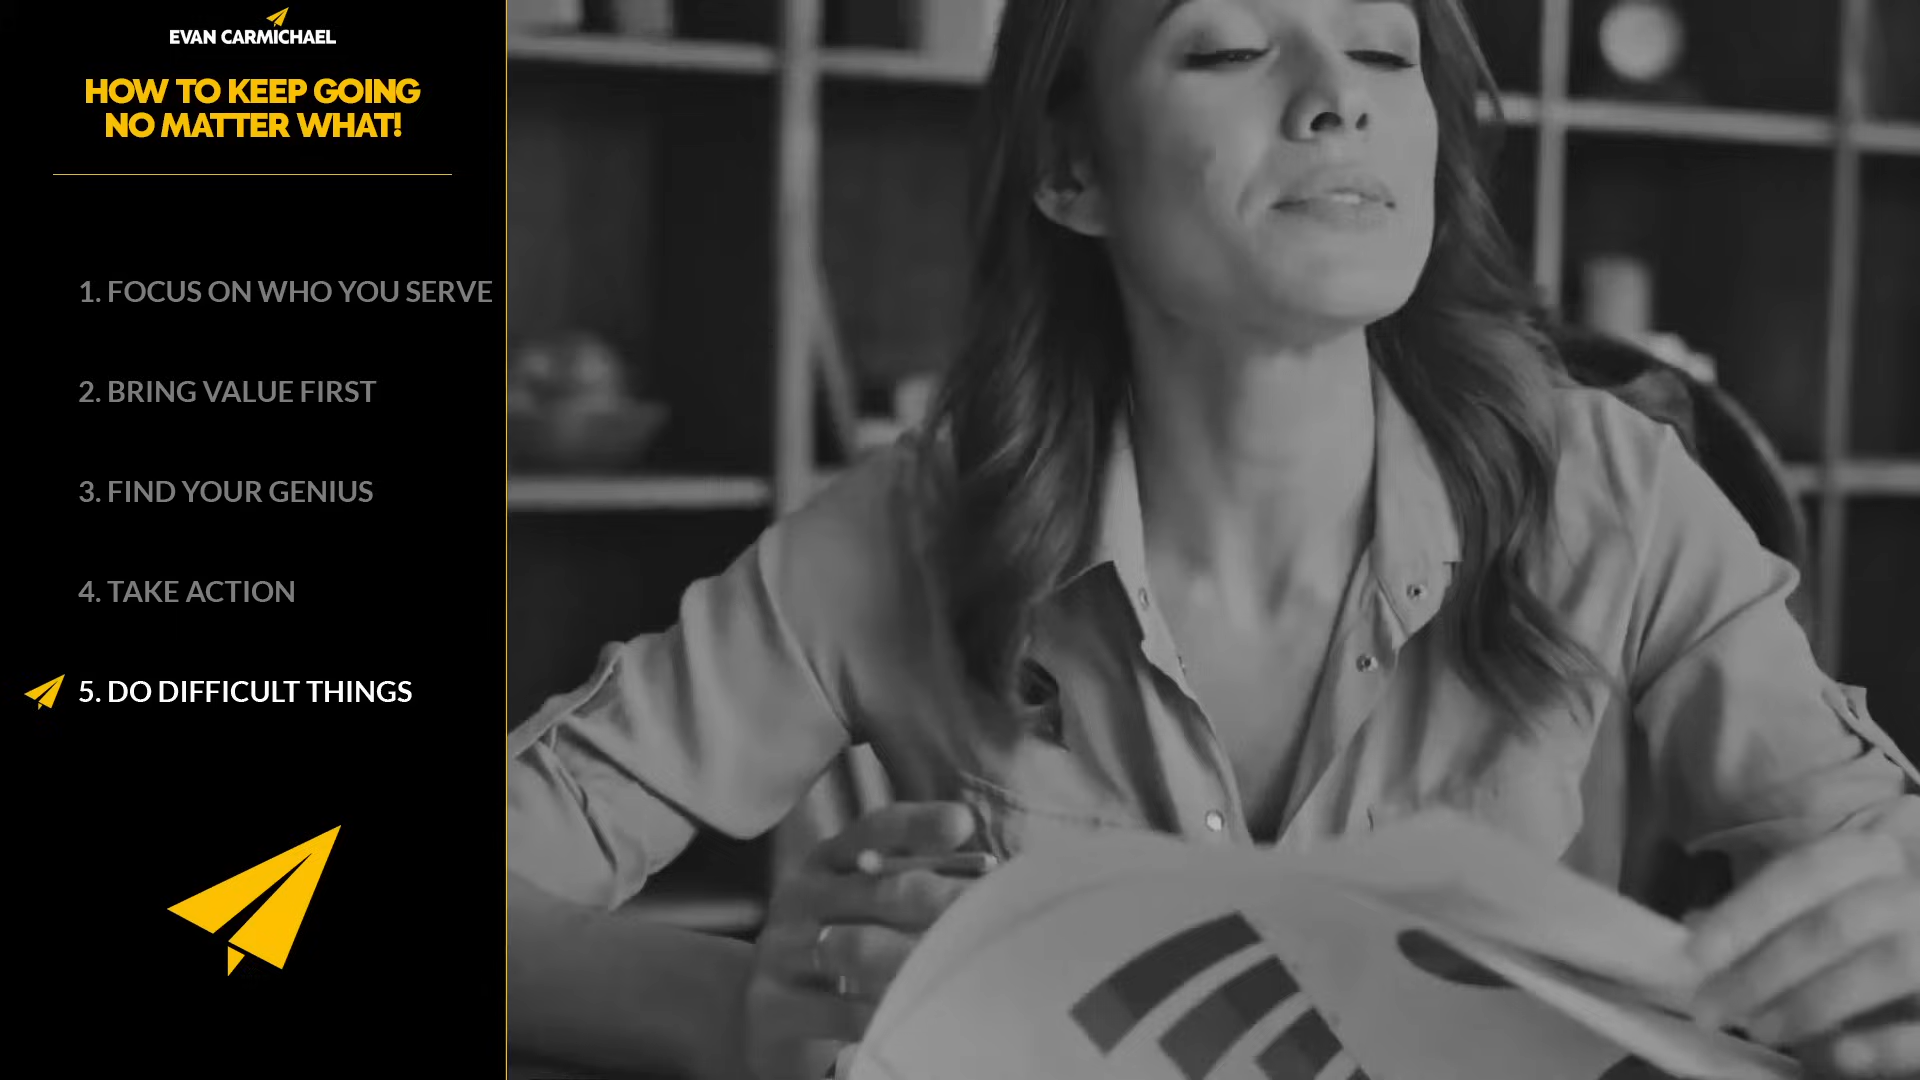 EVAN CARMICHAEL
HOW TO KEEP GOING
NO MATTER WHAT!
1. FOCUS ON WHO YOU SERVE
2. BRING VALUE FIRST
3. FIND YOUR GENIUS
4. TAKE ACTION
5. DO DIFFICULT THINGS